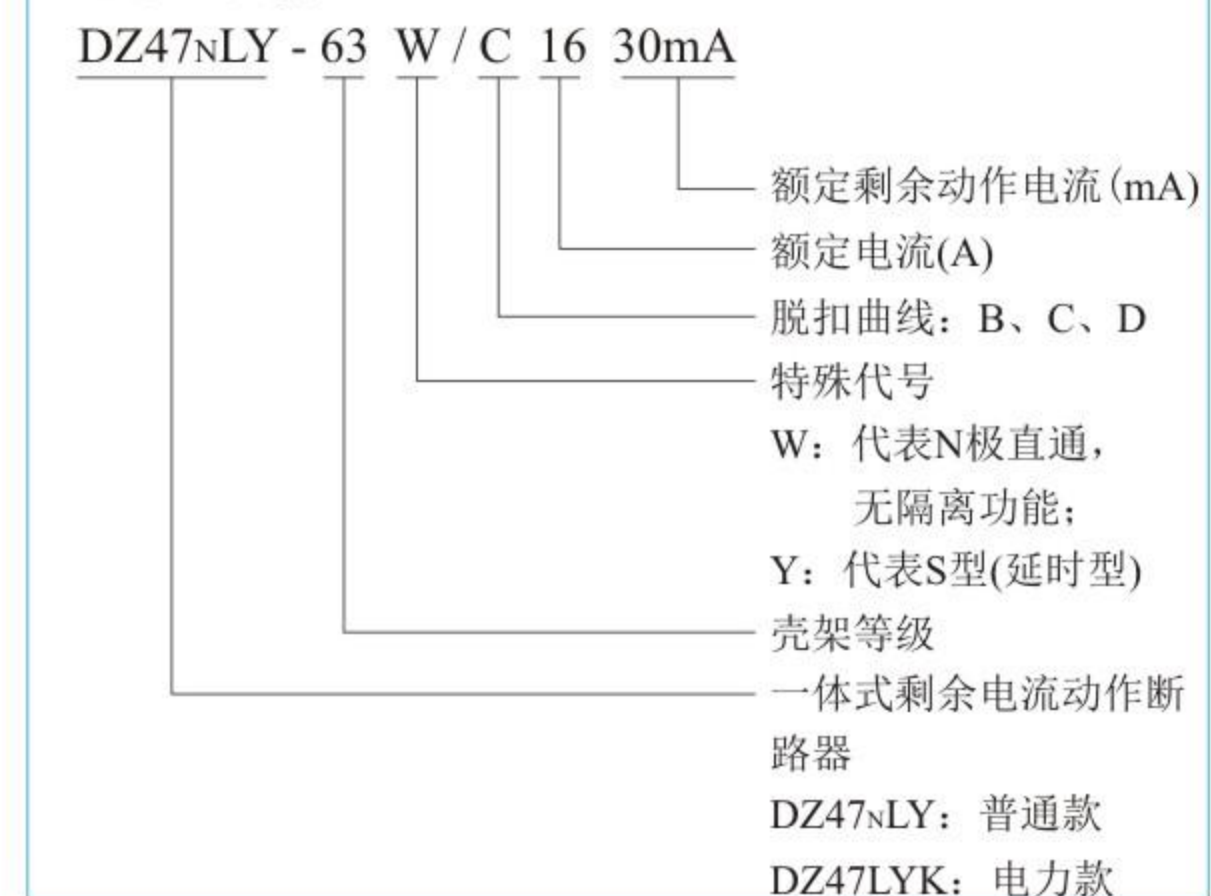 DZ47NLY - 63 W / C 16 30mA
额定剩余动作电流(mA)
额定电流(A)
脱扣曲线：B、C、D
特殊代号
W：代表N极直通，
无隔离功能；
Y：代表S型(延时型)
壳架等级
一体式剩余电流动作断
路器
DZ47NLY：普通款
DZ47LYK：电力款